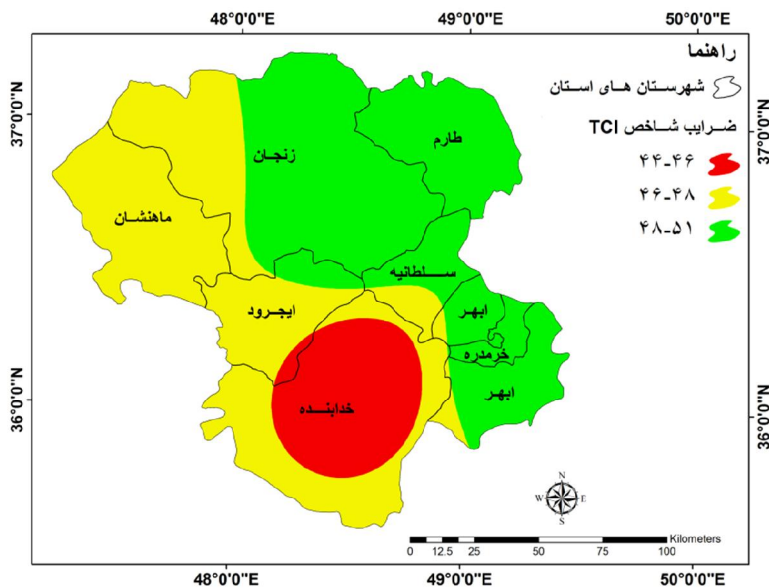 48°0'0"E 49°0'0"E 50°0'0"E
راهنما
شهرستان های استان
ضرایب شاخص TCI
۴۴-۴۶
۴۶-۴۸
۴۸-۵۱
37°0'0"N 37°0'0"N
طارم
زنجان
ماهنشان
سلطانیه
ایجرود
ابهر
خرمدره
ابهر
خدابنده
36°0'0"N 36°0'0"N
N
W E
S
Kilometers
0 12.5 25 50 75 100
48°0'0"E 49°0'0"E 50°0'0"E